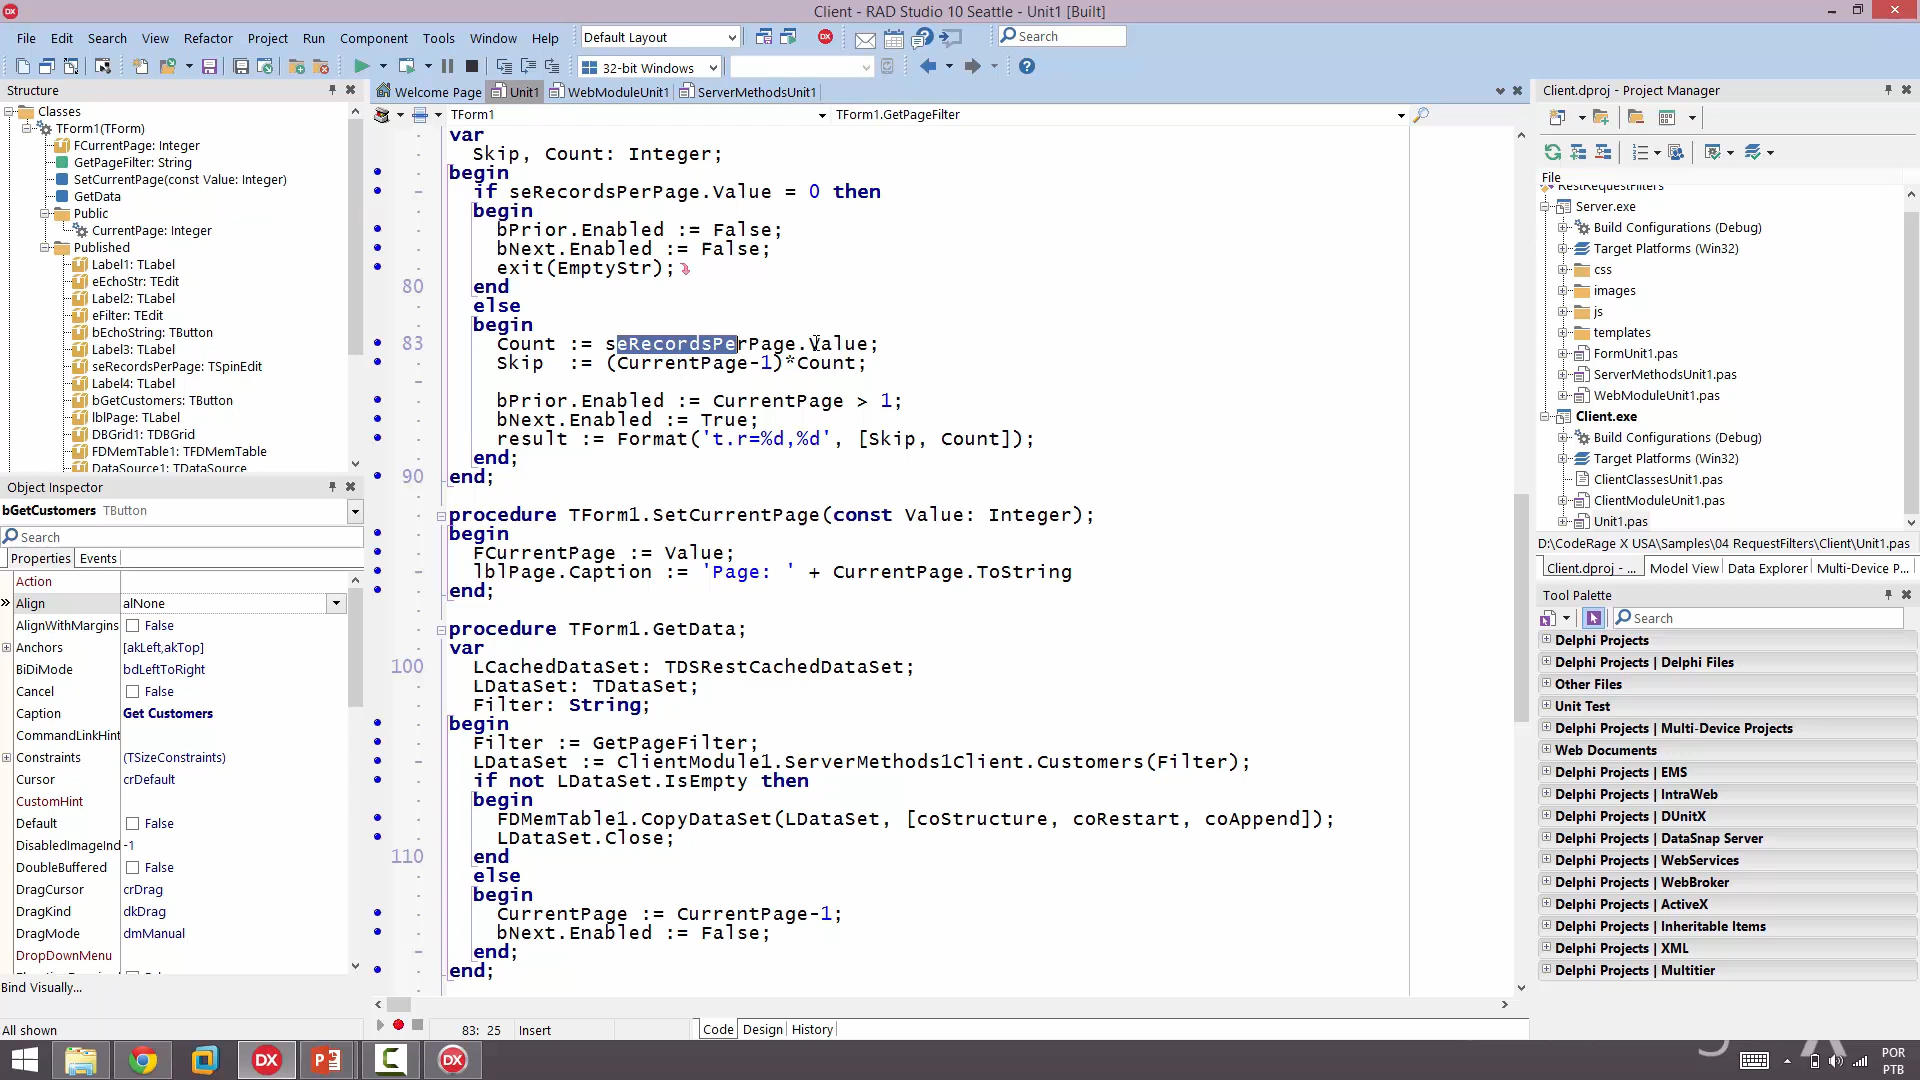 Client - RAD Studio 10 Seattle - Unit1 [Built]
File Edit Search View Refactor Project Run Component Tools Window Help Default Layout Search
32-bit Windows
Structure
Classes
TForm1(TForm)
FCurrentPage: Integer
GetPageFilter: String
SetCurrentPage(const Value: Integer)
GetData
Public
CurrentPage: Integer
Published
Label1: TLabel
eEchoStr: TEdit
Label2: TLabel
eFilter: TEdit
bEchoString: TButton
Label3: TLabel
seRecordsPerPage: TSpinEdit
Label4: TLabel
bGetCustomers: TButton
lblPage: TLabel
DBGrid1: TDBGrid
FDMemTable1: TFDMemTable
DataSource1: TDataSource
Object Inspector
bGetCustomers TButton
Search
Properties Events
Action
Align alNone
AlignWithMargins False
Anchors [akLeft,akTop]
BiDiMode bdLeftToRight
Cancel False
Caption Get Customers
CommandLinkHint
Constraints (TSizeConstraints)
Cursor crDefault
CustomHint
Default False
DisabledImageInd -1
DoubleBuffered False
DragCursor crDrag
DragKind dkDrag
DragMode dmManual
DropDownMenu
Bind Visually...
All shown
Welcome Page Unit1 WebModuleUnit1 ServerMethodsUnit1
TForm1 TForm1.GetPageFilter
var
Skip, Count: Integer;
begin
if seRecordsPerPage.Value = 0 then
begin
bPrior.Enabled := False;
bNext.Enabled := False;
exit(EmptyStr);
80 end
else
begin
83 Count := seRecordsPerPage.Value;
Skip := (CurrentPage-1)*Count;
bPrior.Enabled := CurrentPage > 1;
bNext.Enabled := True;
result := Format('t.r=%d,%d', [Skip, Count]);
end;
90 end;
procedure TForm1.SetCurrentPage(const Value: Integer);
begin
FCurrentPage := Value;
lblPage.Caption := 'Page: ' + CurrentPage.ToString
end;
procedure TForm1.GetData;
var
100 LCachedDataSet: TDSRestCachedDataSet;
LDataSet: TDataSet;
Filter: String;
begin
Filter := GetPageFilter;
LDataSet := ClientModule1.ServerMethods1Client.Customers(Filter);
if not LDataSet.IsEmpty then
begin
FDMemTable1.CopyDataSet(LDataSet, [coStructure, coRestart, coAppend]);
LDataSet.Close;
110 end
else
begin
CurrentPage := CurrentPage-1;
bNext.Enabled := False;
end;
end;
83: 25 Insert Code Design History
Client.dproj - Project Manager
File
RestRequestFilters
Server.exe
Build Configurations (Debug)
Target Platforms (Win32)
css
images
js
templates
FormUnit1.pas
ServerMethodsUnit1.pas
WebModuleUnit1.pas
Client.exe
Build Configurations (Debug)
Target Platforms (Win32)
ClientClassesUnit1.pas
ClientModuleUnit1.pas
Unit1.pas
D:\CodeRage X USA\Samples\04 RequestFilters\Client\Unit1.pas
Client.dproj - ... Model View Data Explorer Multi-Device P...
Tool Palette
Search
Delphi Projects
Delphi Projects | Delphi Files
Other Files
Unit Test
Delphi Projects | Multi-Device Projects
Web Documents
Delphi Projects | EMS
Delphi Projects | IntraWeb
Delphi Projects | DUnitX
Delphi Projects | DataSnap Server
Delphi Projects | WebServices
Delphi Projects | WebBroker
Delphi Projects | ActiveX
Delphi Projects | Inheritable Items
Delphi Projects | XML
Delphi Projects | Multitier
POR
PTB